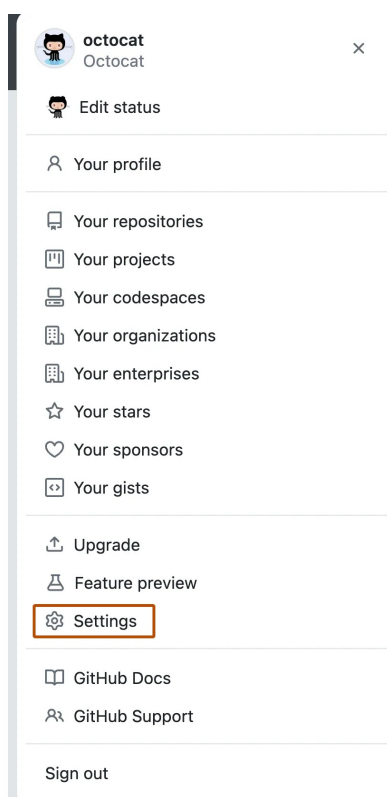 octocat
Octocat
Edit status
Your profile
Your repositories
Your projects
Your codespaces
Your organizations
Your enterprises
Your stars
Your sponsors
Your gists
Upgrade
Feature preview
Settings
GitHub Docs
GitHub Support
Sign out